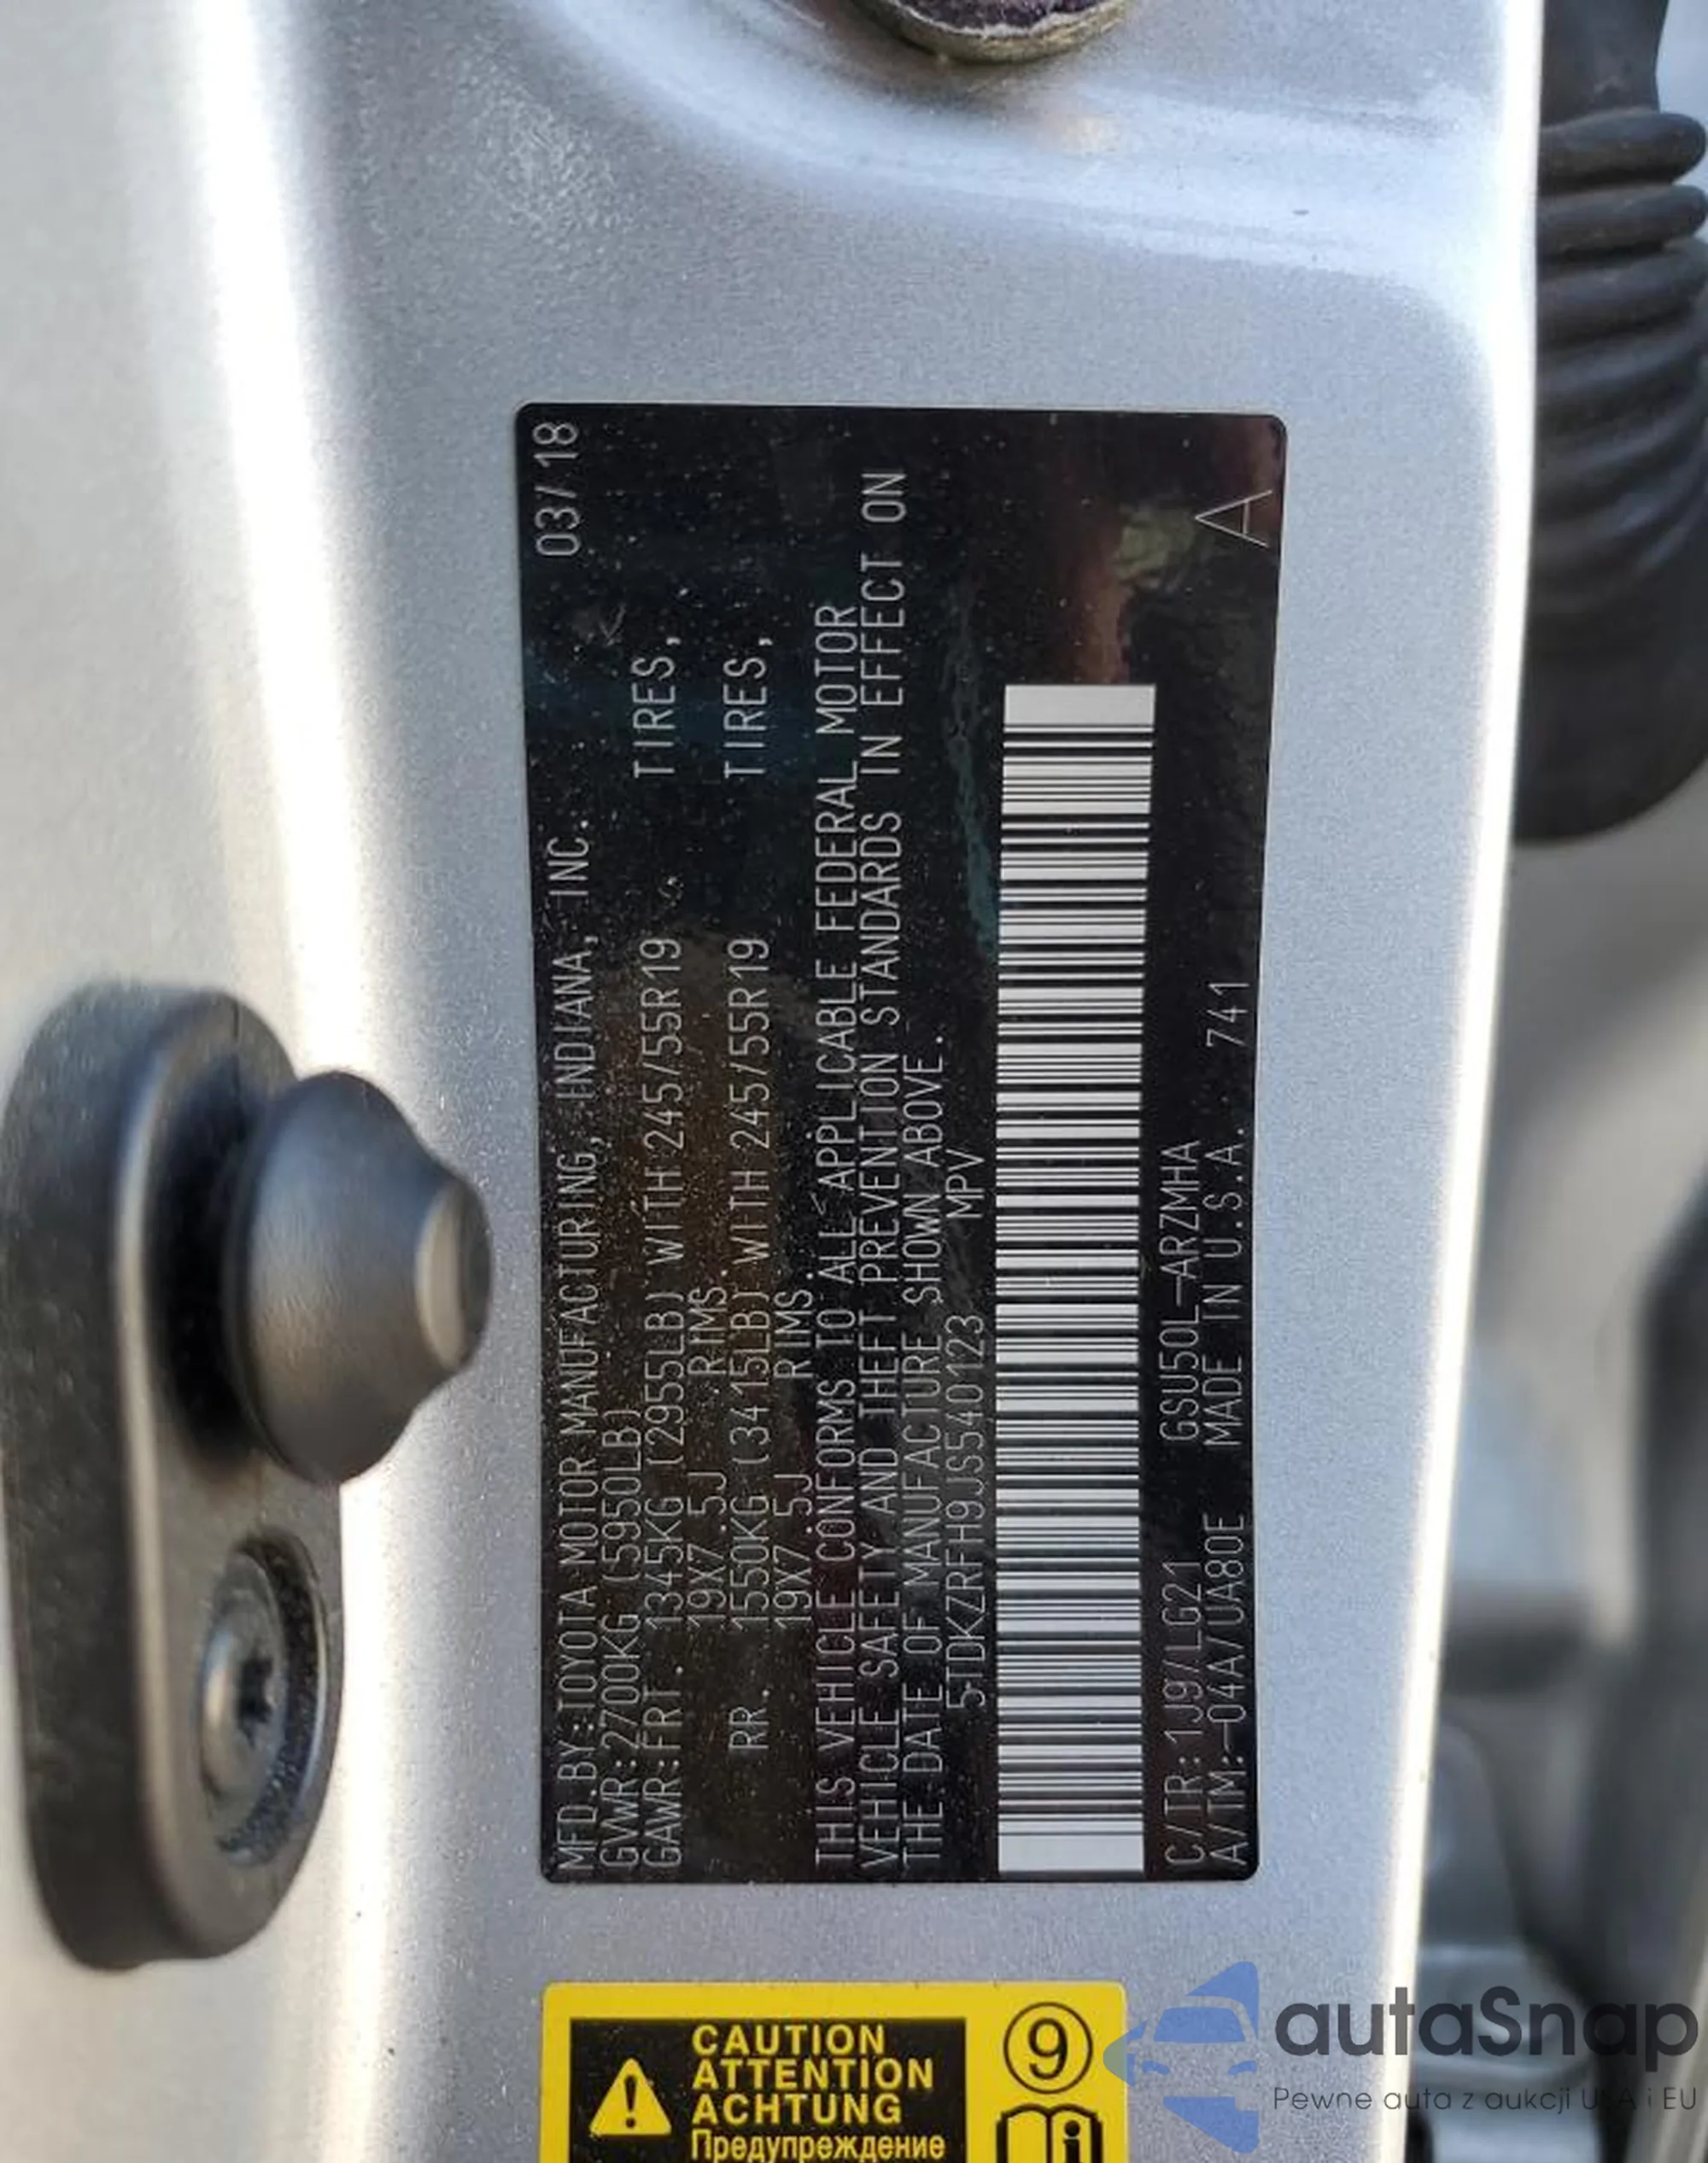 MFD.BY:TOYOTA MOTOR MANUFACTURING, INDIANA, INC. 03/18
GVWR:2700KG(5950LB)
GAWR:FRT. 1345KG(2955LB) WITH 245/55R19 TIRES,
19X7.5J RIMS.
RR. 1550KG(3415LB) WITH 245/55R19 TIRES,
19X7.5J RIMS.
THIS VEHICLE CONFORMS TO ALL APPLICABLE FEDERAL MOTOR
VEHICLE SAFETY AND THEFT PREVENTION STANDARDS IN EFFECT ON
THE DATE OF MANUFACTURE SHOWN ABOVE.
5TDKZRFH9JS540123 MPV
C/TR:1J9/LG21 GSU50L-ARZMHA
A/TM:-04A/UA80E MADE IN U.S.A. 741
A
CAUTION
ATTENTION
ACHTUNG
Предупреждение
9
i
autaSnap
Pewne auta z aukcji USA i EU